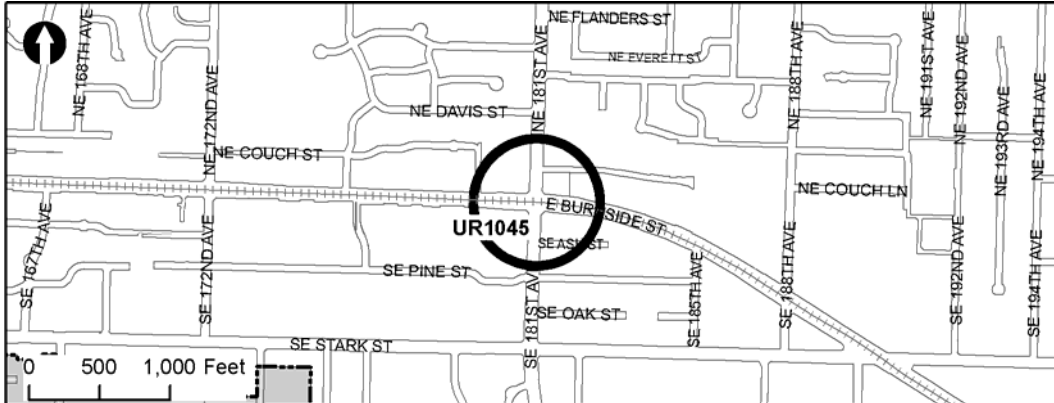 NE FLANDERS ST
NE EVERETT ST
NE 168TH AVE
NE 172ND AVE
NE 181ST AVE
NE 188TH AVE
NE 191ST AVE
NE 192ND AVE
NE 193RD AVE
NE 194TH AVE
NE DAVIS ST
NE COUCH ST
NE COUCH LN
E BURNSIDE ST
UR1045
SE ASH ST
SE PINE ST
SE 167TH AVE
SE 172ND AVE
SE 181ST AV
SE OAK ST
SE 185TH AVE
SE 188TH AVE
SE 192ND AVE
SE 194TH AVE
SE STARK ST
0 500 1,000 Feet